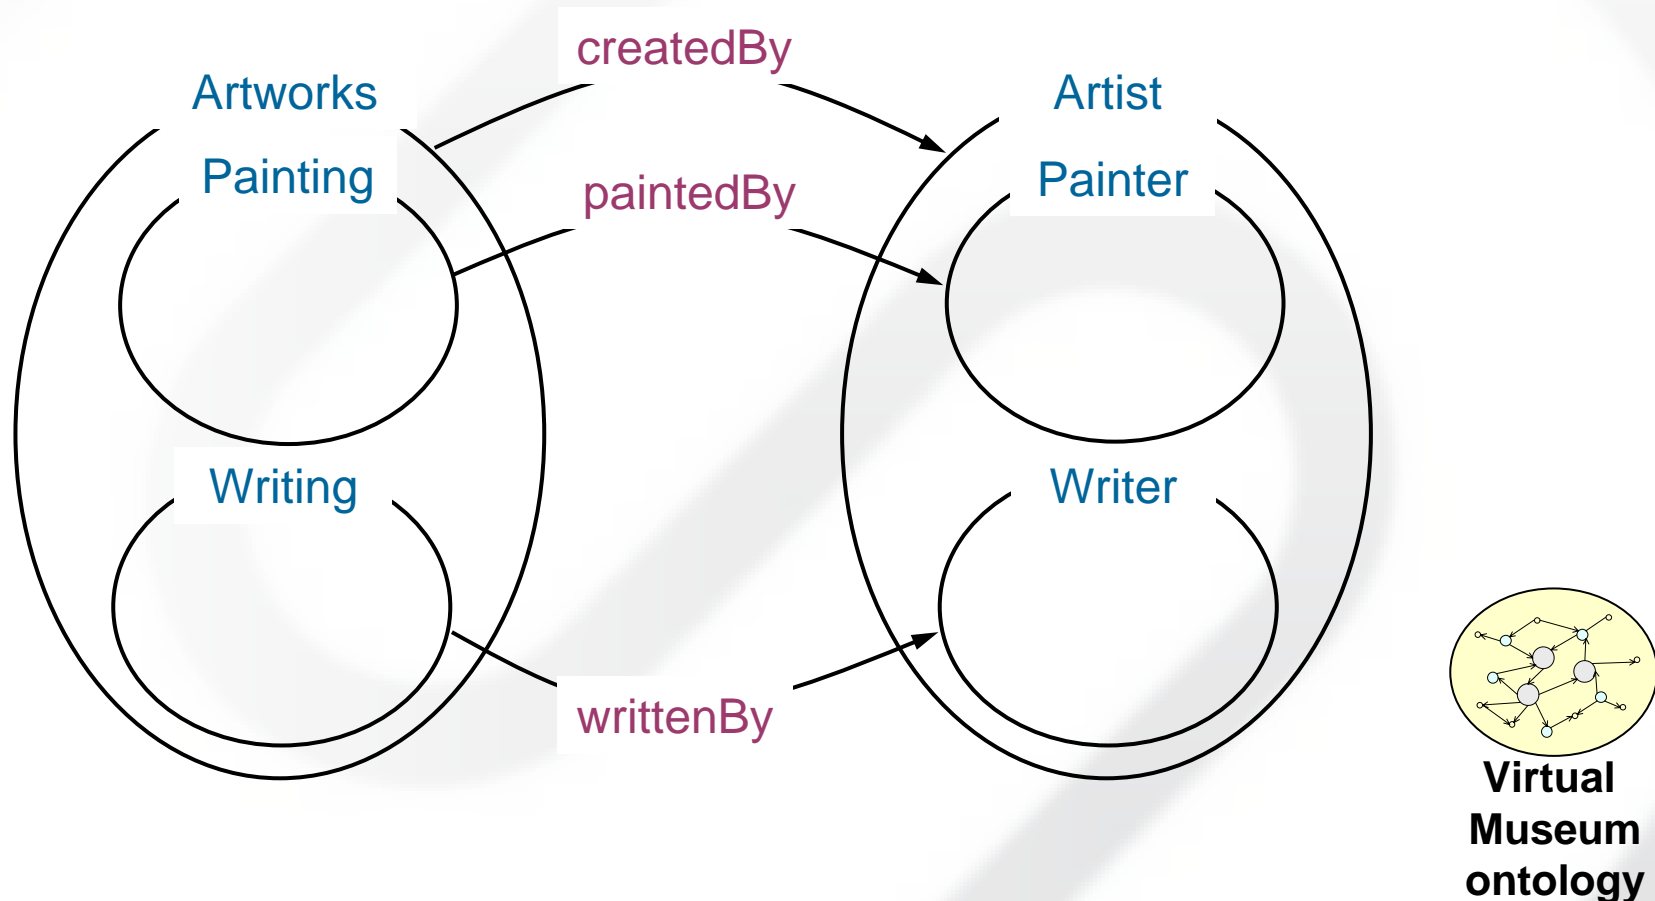 createdBy
Artworks
Artist
Painting
paintedBy
Painter
Writing
Writer
writtenBy
Virtual
Museum
ontology